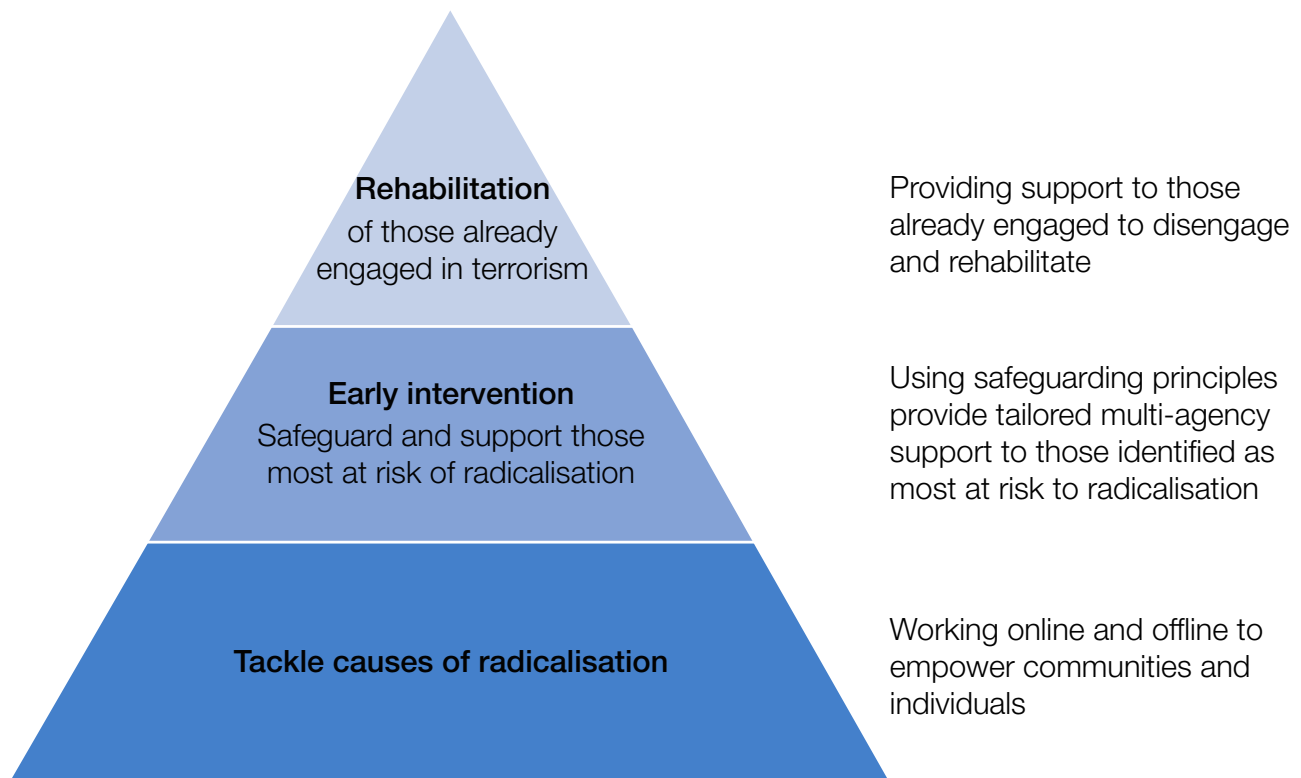 Rehabilitation
of those already
engaged in terrorism
Providing support to those
already engaged to disengage
and rehabilitate
Early intervention
Safeguard and support those
most at risk of radicalisation
Using safeguarding principles
provide tailored multi-agency
support to those identified as
most at risk to radicalisation
Tackle causes of radicalisation
Working online and offline to
empower communities and
individuals